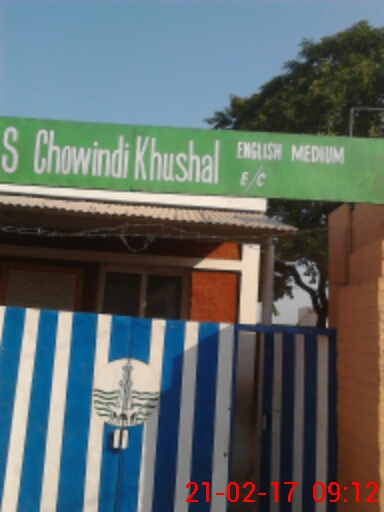 S Chowindi Khushal
ENGLISH MEDIUM
E/C
21-02-17 09:12